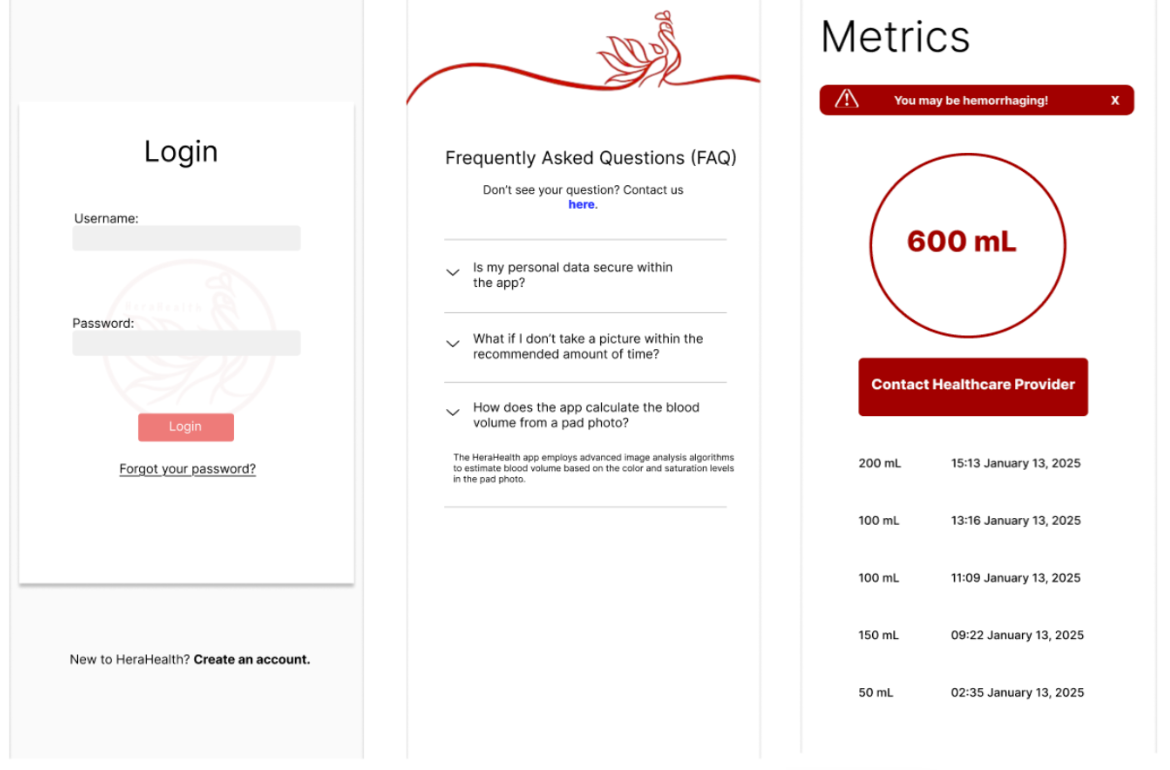 Login
Username:
HeraHealth
Password:
Login
Forgot your password?
New to HeraHealth? Create an account.
Frequently Asked Questions (FAQ)
Don't see your question? Contact us
here.
Is my personal data secure within
the app?
What if I don't take a picture within the
recommended amount of time?
How does the app calculate the blood
volume from a pad photo?
The HeraHealth app employs advanced image analysis algorithms
to estimate blood volume based on the color and saturation levels
in the pad photo.
Metrics
You may be hemorrhaging! X
600 mL
Contact Healthcare Provider
200 mL 15:13 January 13, 2025
100 mL 13:16 January 13, 2025
100 mL 11:09 January 13, 2025
150 mL 09:22 January 13, 2025
50 mL 02:35 January 13, 2025